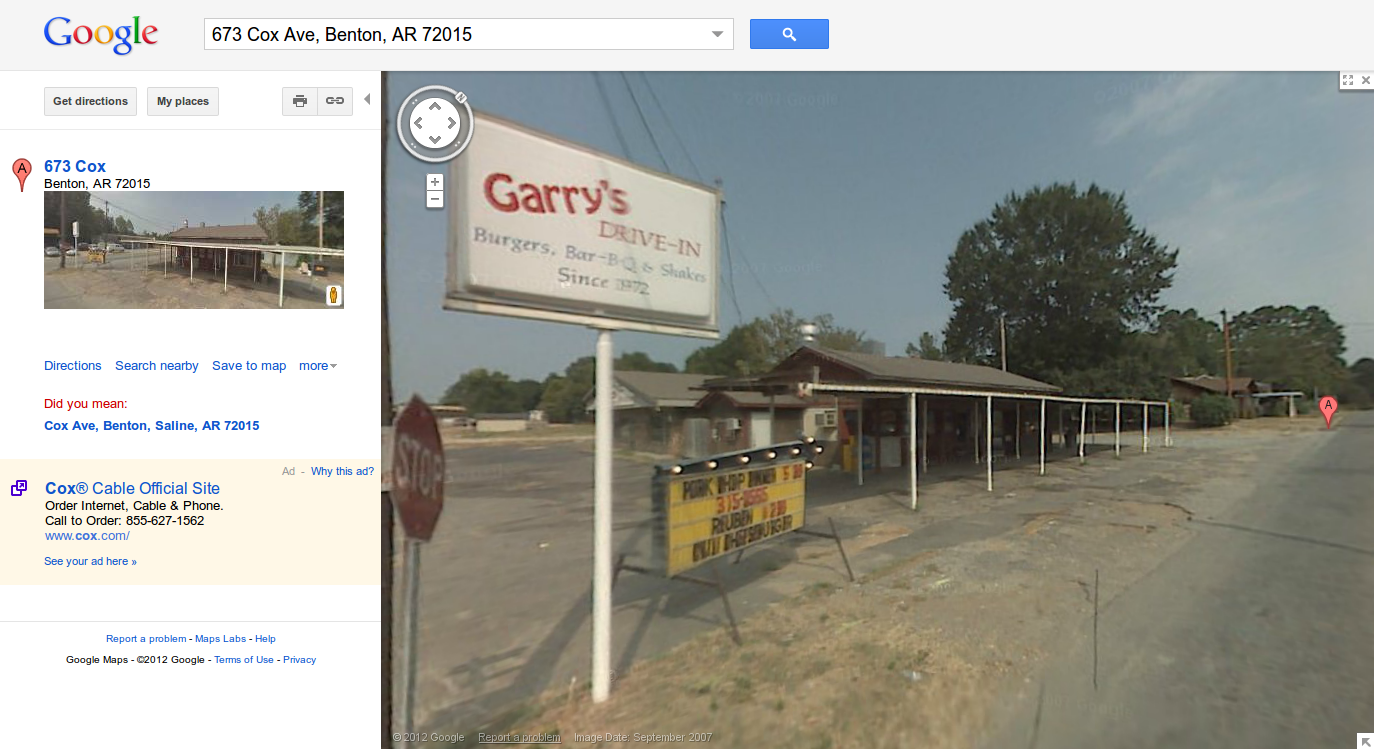 Google
673 Cox Ave, Benton, AR 72015
Get directions
My places
A
673 Cox
Benton, AR 72015
Directions Search nearby Save to map more
Did you mean:
Cox Ave, Benton, Saline, AR 72015
Ad - Why this ad?
Cox® Cable Official Site
Order Internet, Cable & Phone.
Call to Order: 855-627-1562
www.cox.com/
See your ad here »
Report a problem - Maps Labs - Help
Google Maps - ©2012 Google - Terms of Use - Privacy
Garry's
DRIVE-IN
Burgers, Bar-B-Q & Shakes
Since 1972
STOP
PORK CHOP DINNER
REUBEN
A
© 2012 Google Report a problem Image Date: September 2007